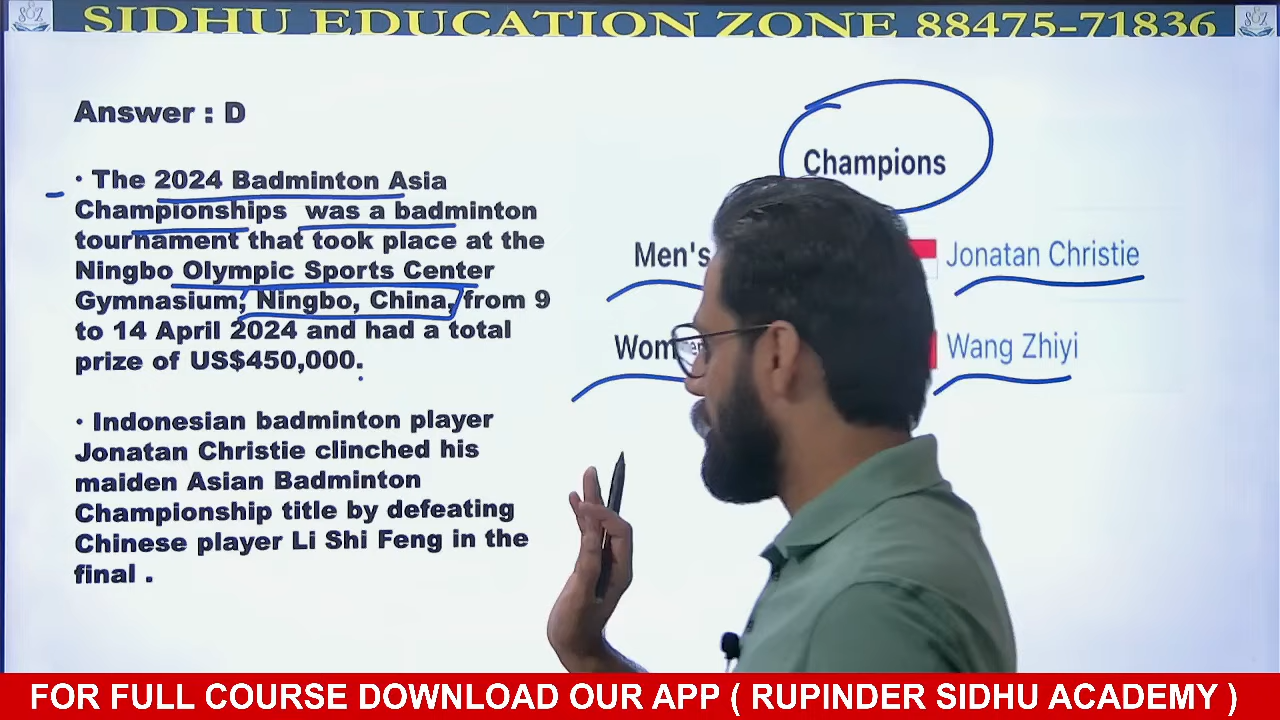 SIDHU EDUCATION ZONE 88475-71836
Answer : D
· The 2024 Badminton Asia
Championships was a badminton
tournament that took place at the
Ningbo Olympic Sports Center
Gymnasium, Ningbo, China, from 9
to 14 April 2024 and had a total
prize of US$450,000.
· Indonesian badminton player
Jonatan Christie clinched his
maiden Asian Badminton
Championship title by defeating
Chinese player Li Shi Feng in the
final .
Champions
Men's Jonatan Christie
Women Wang Zhiyi
FOR FULL COURSE DOWNLOAD OUR APP ( RUPINDER SIDHU ACADEMY )